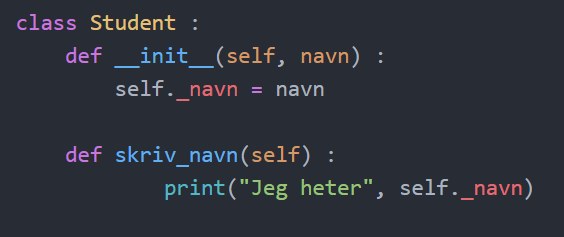 class Student :
    def __init__(self, navn) :
        self._navn = navn

    def skriv_navn(self) :
            print("Jeg heter", self._navn)